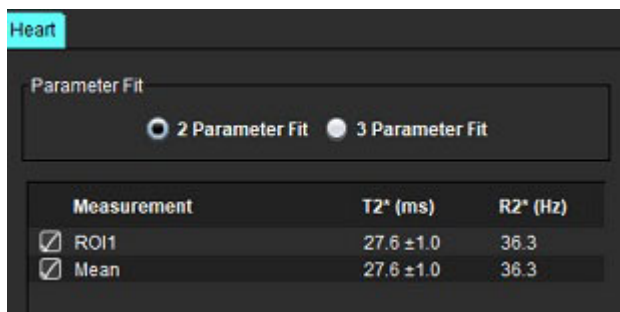 Heart
Parameter Fit
2 Parameter Fit 3 Parameter Fit
Measurement T2* (ms) R2* (Hz)
ROI1 27.6 ±1.0 36.3
Mean 27.6 ±1.0 36.3